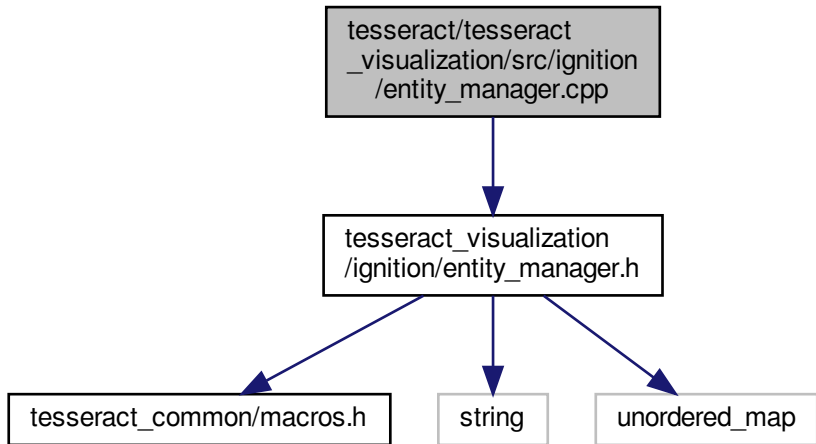 tesseract/tesseract
_visualization/src/ignition
/entity_manager.cpp
tesseract_visualization
/ignition/entity_manager.h
tesseract_common/macros.h
string
unordered_map